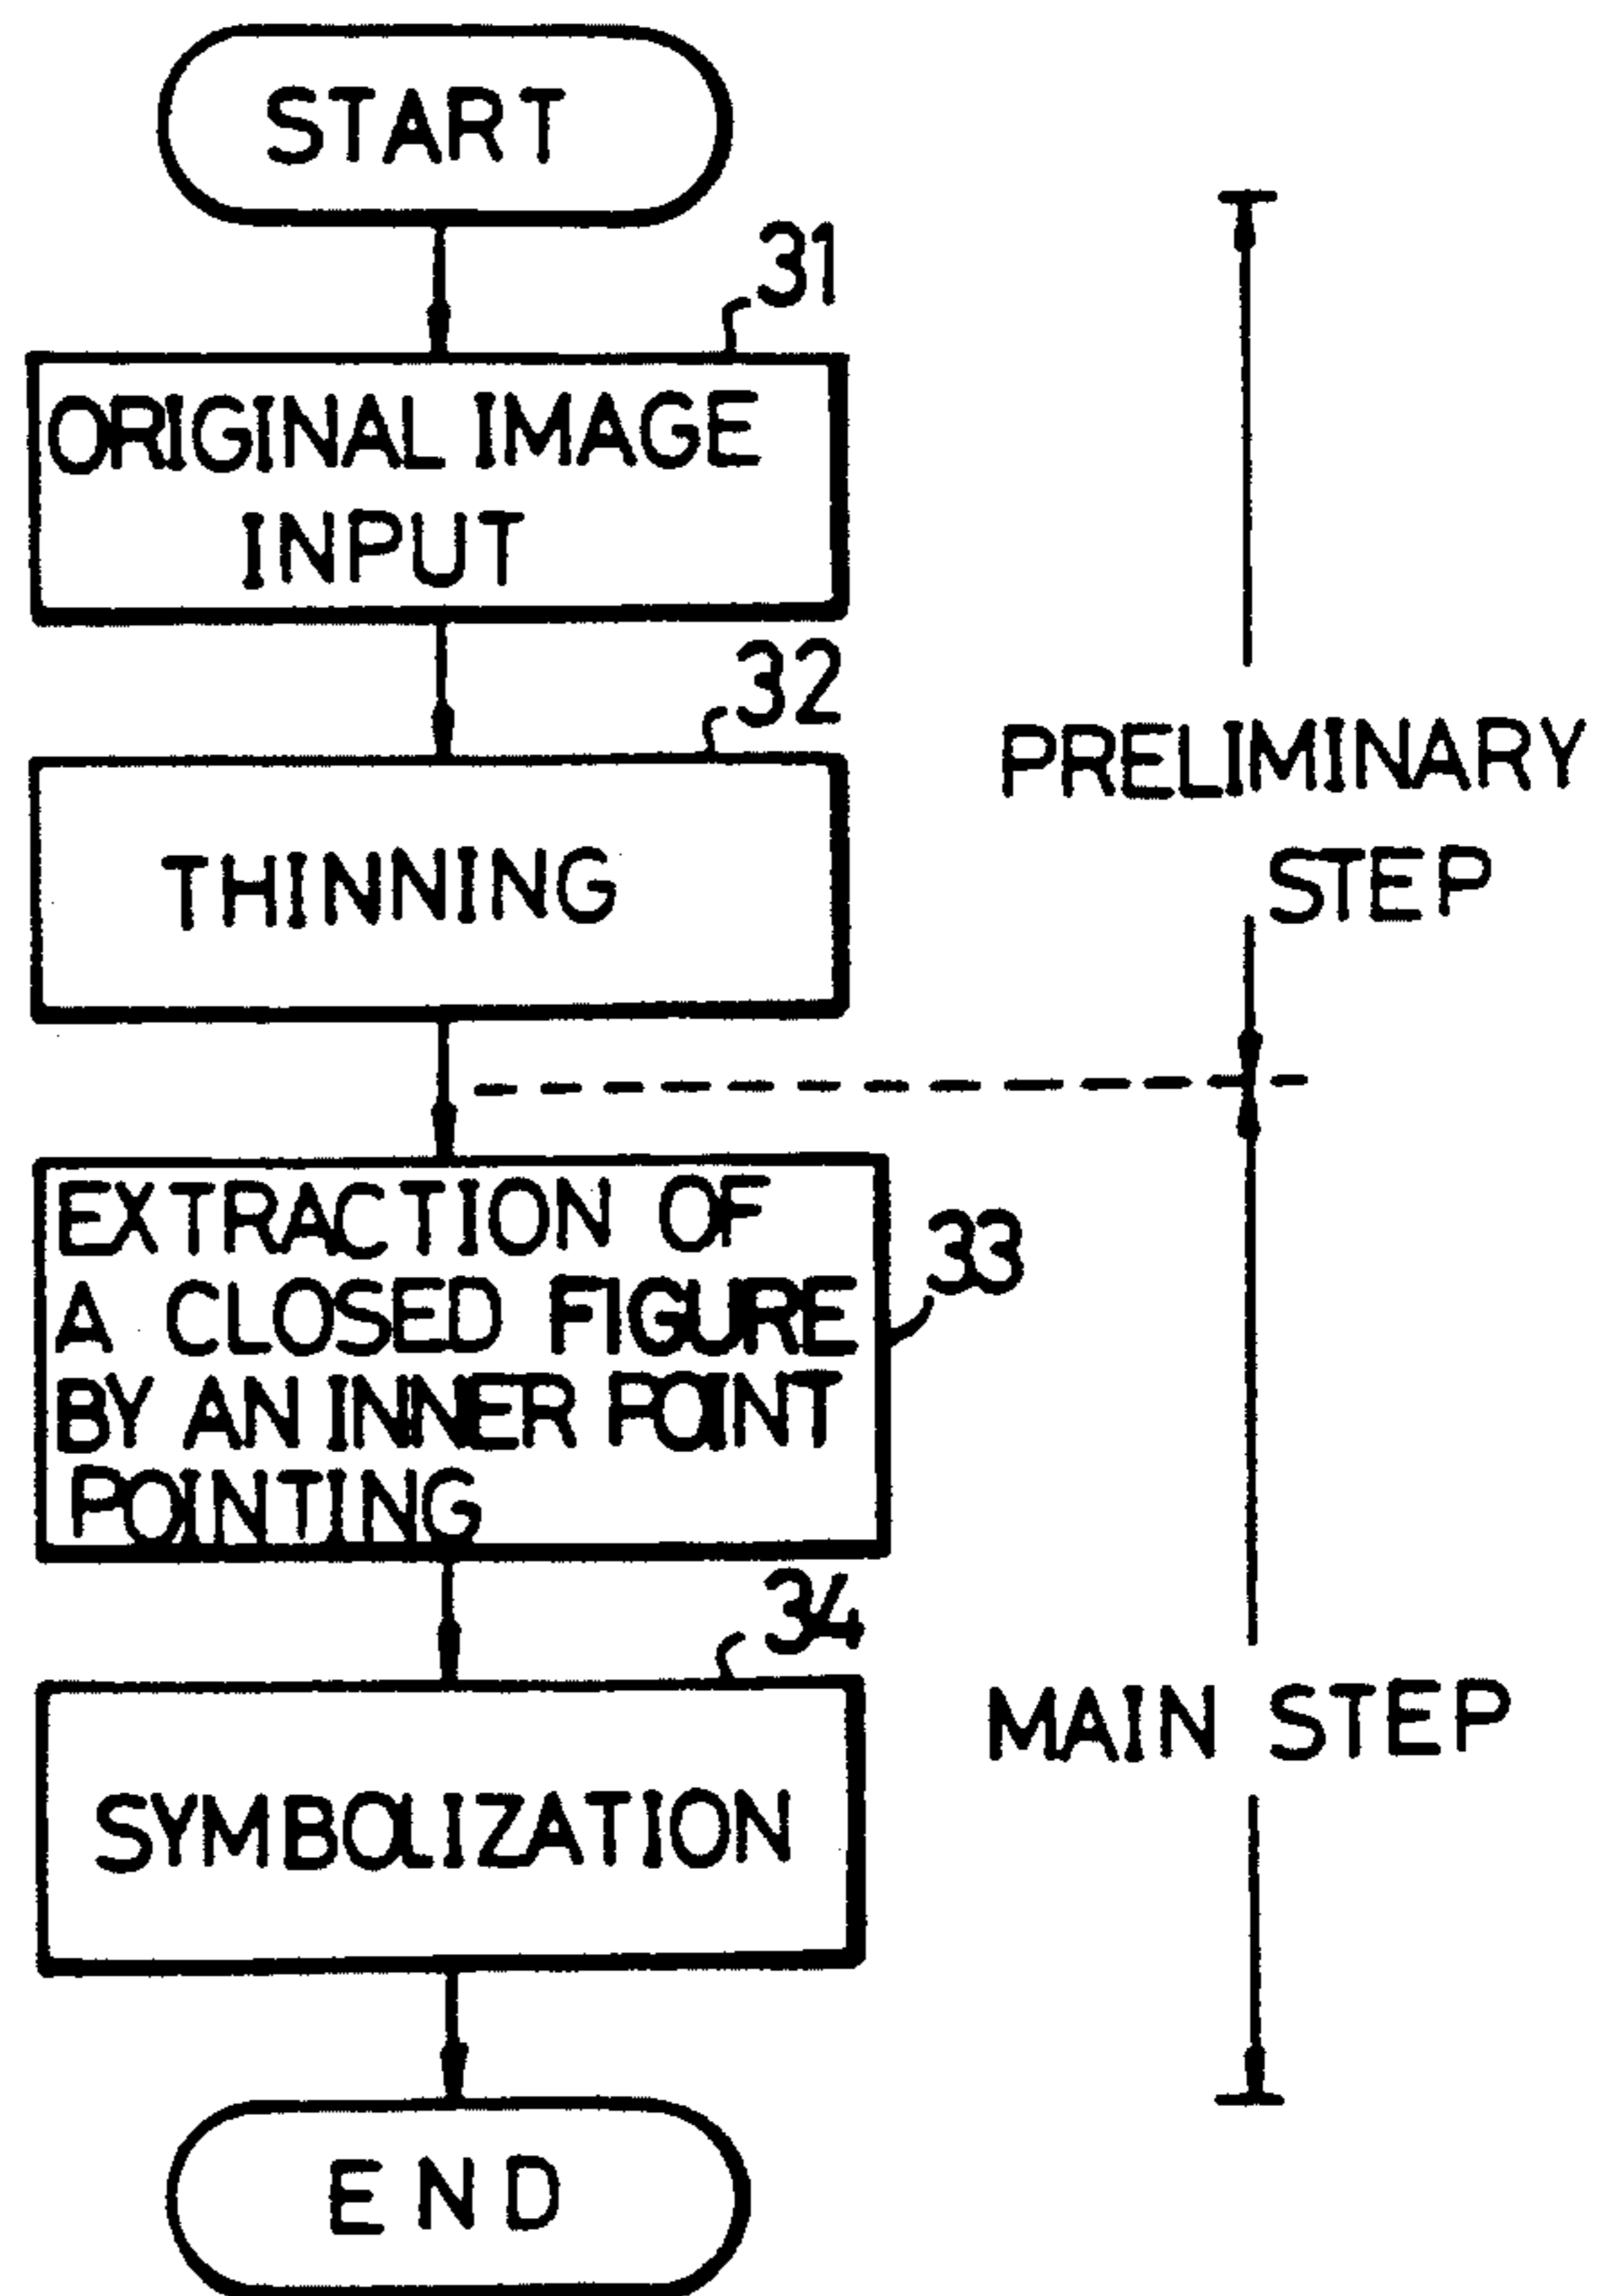 START
31
ORIGINAL IMAGE
INPUT
32
THINNING
PRELIMINARY
STEP
EXTRACTION OF
A CLOSED FIGURE
BY AN INNER POINT
POINTING
33
34
SYMBOLIZATION
MAIN STEP
END